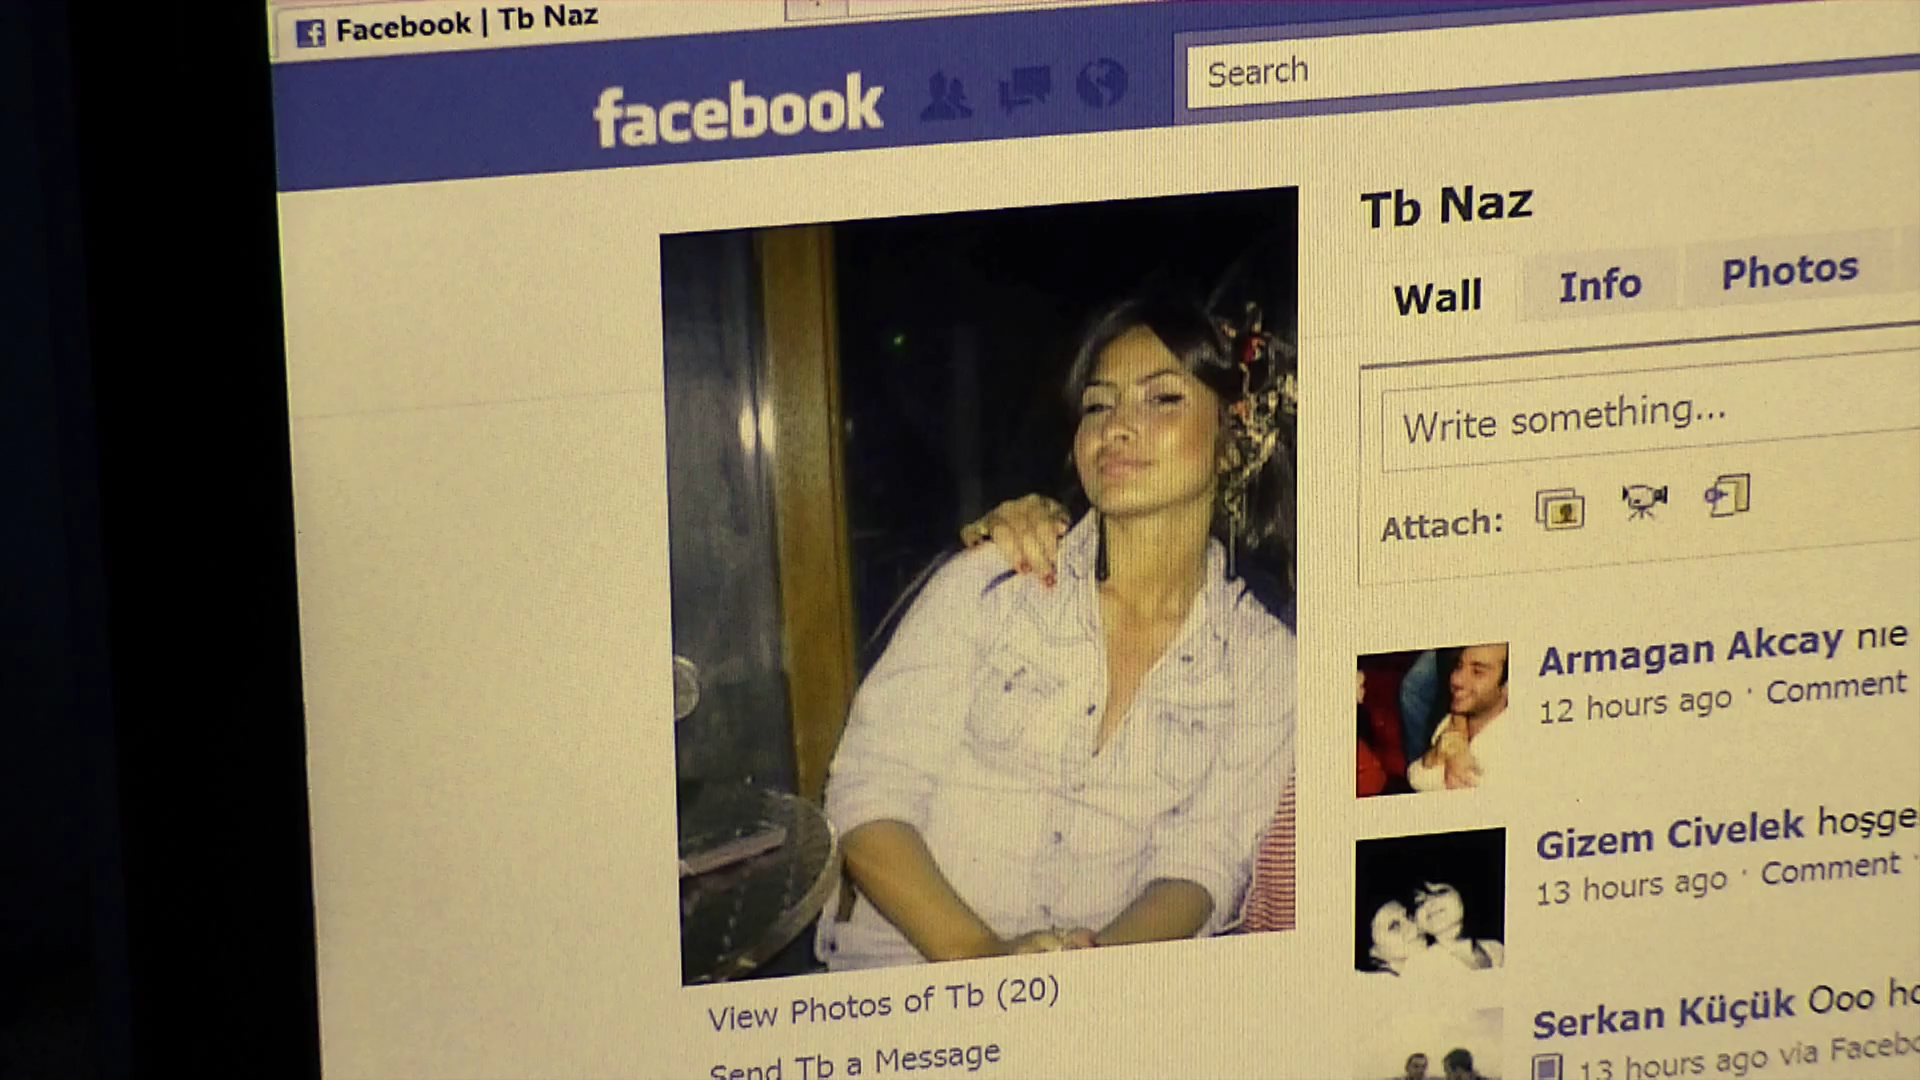 Facebook | Tb Naz
facebook
Search
Tb Naz
Wall
Info
Photos
Write something...
Attach:
Armagan Akcay nıe
12 hours ago · Comment
Gizem Civelek hoşge
13 hours ago · Comment ·
Serkan Küçük Ooo ho
13 hours ago via Facebo
View Photos of Tb (20)
Send Tb a Message